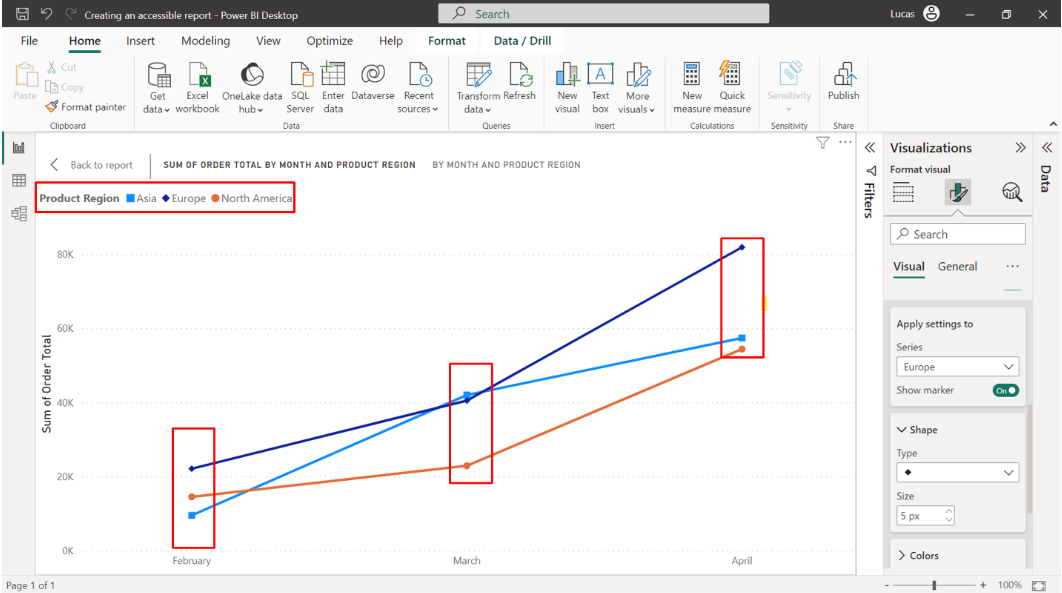 Creating an accessible report - Power BI Desktop
Search
Lucas
File Home Insert Modeling View Optimize Help Format Data / Drill
Paste
Cut
Copy
Format painter
Clipboard
Get data
Excel workbook
OneLake data hub
SQL Server
Enter data
Dataverse
Recent sources
Data
Transform data
Refresh
Queries
New visual
Text box
More visuals
Insert
New measure
Quick measure
Calculations
Sensitivity
Sensitivity
Publish
Share
Back to report
SUM OF ORDER TOTAL BY MONTH AND PRODUCT REGION
BY MONTH AND PRODUCT REGION
Product Region Asia Europe North America
80K
60K
40K
20K
0K
Sum of Order Total
February March April
Filters
Visualizations
Format visual
Search
Visual General
Apply settings to
Series
Europe
Show marker On
Shape
Type
Size
5 px
Colors
Data
Page 1 of 1
- + 100%